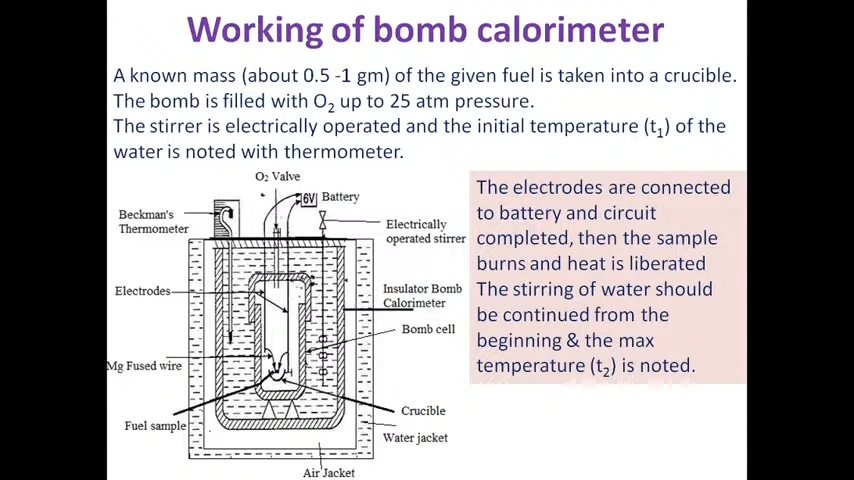 Working of bomb calorimeter
A known mass (about 0.5 -1 gm) of the given fuel is taken into a crucible.
The bomb is filled with O2 up to 25 atm pressure.
The stirrer is electrically operated and the initial temperature (t1) of the
water is noted with thermometer.
O2 Valve
6V Battery
Beckman's
Thermometer
Electrically
operated stirrer
Electrodes
Insulator Bomb
Calorimeter
Bomb cell
Mg Fused wire
Crucible
Fuel sample
Water jacket
Air Jacket
The electrodes are connected
to battery and circuit
completed, then the sample
burns and heat is liberated
The stirring of water should
be continued from the
beginning & the max
temperature (t2) is noted.